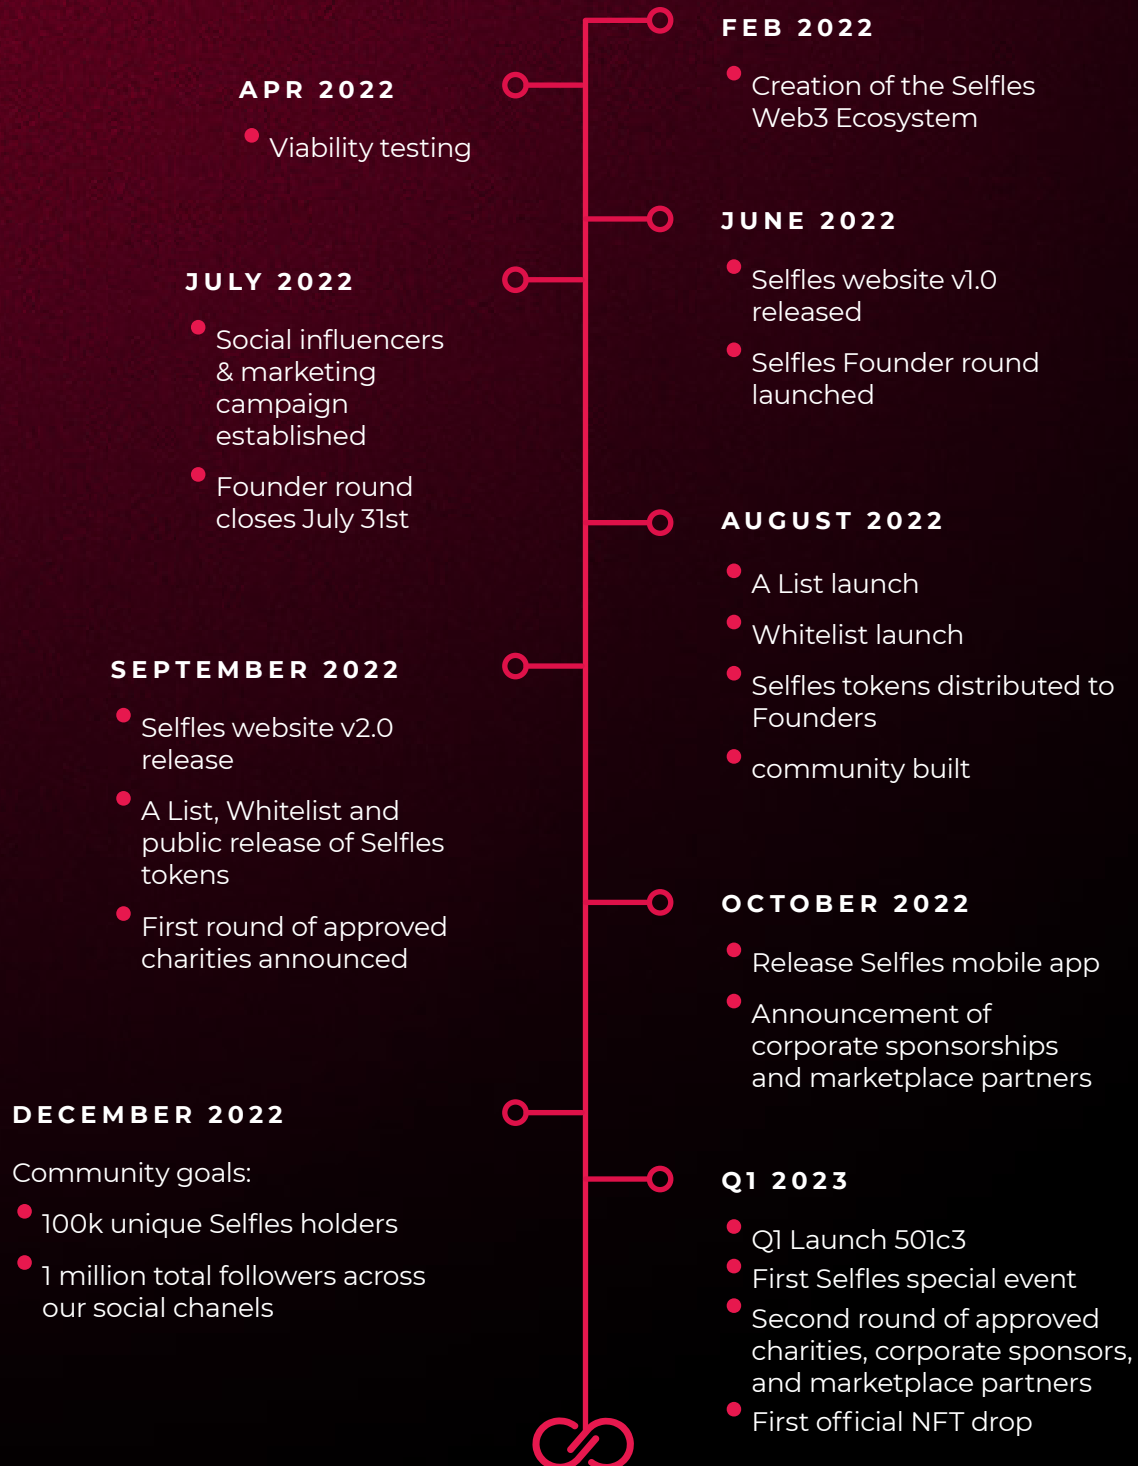 FEB 2022
Creation of the Selfles
Web3 Ecosystem
APR 2022
Viability testing
JUNE 2022
Selfles website v1.0
released
Selfles Founder round
launched
JULY 2022
Social influencers
& marketing
campaign
established
Founder round
closes July 31st
AUGUST 2022
A List launch
Whitelist launch
Selfles tokens distributed to
Founders
community built
SEPTEMBER 2022
Selfles website v2.0
release
A List, Whitelist and
public release of Selfles
tokens
First round of approved
charities announced
OCTOBER 2022
Release Selfles mobile app
Announcement of
corporate sponsorships
and marketplace partners
DECEMBER 2022
Community goals:
100k unique Selfles holders
1 million total followers across
our social chanels
Q1 2023
Q1 Launch 501c3
First Selfles special event
Second round of approved
charities, corporate sponsors,
and marketplace partners
First official NFT drop